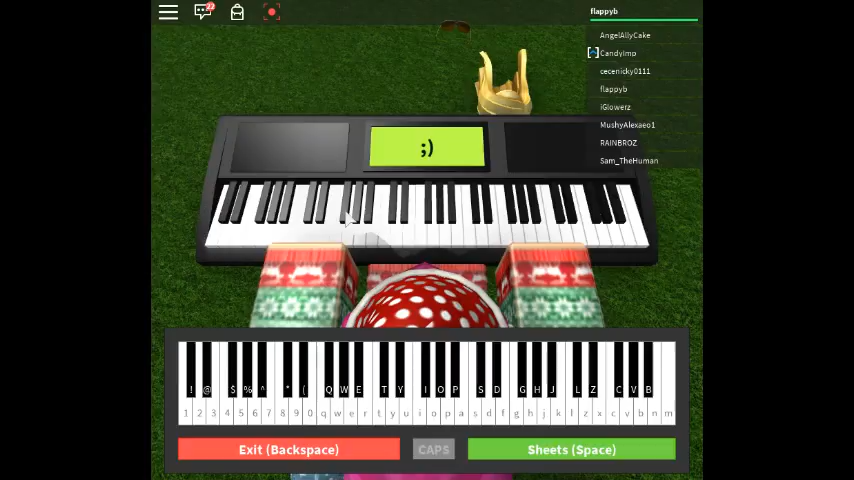 22
flappyb
AngelAllyCake
CandyImp
cecenicky0111
flappyb
iGlowerz
MushyAlexaeo1
RAINBROZ
Sam_TheHuman
;)
! @ $ % ^ * ( Q W E T Y I O P S D G H J L Z C V B
1 2 3 4 5 6 7 8 9 0 q w e r t y u i o p a s d f g h j k l z x c v b n m
Exit (Backspace) CAPS Sheets (Space)